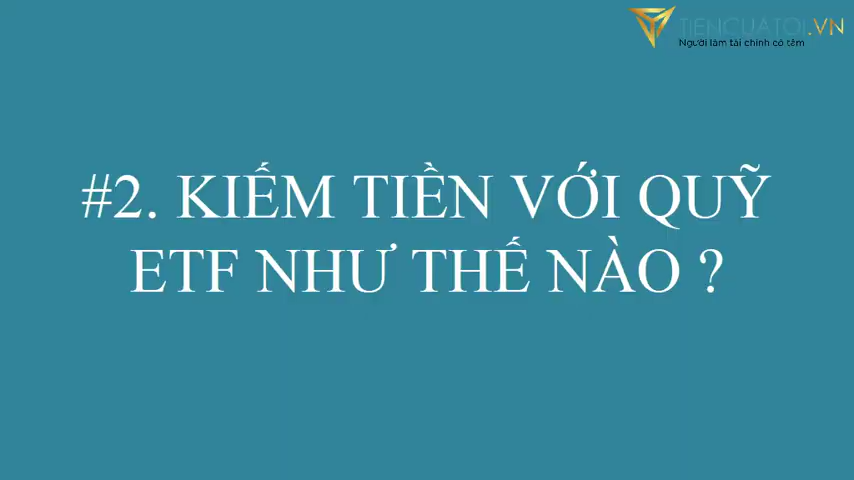 TIENCUATOI.VN
Người làm tài chính có tâm
#2. KIẾM TIỀN VỚI QUỸ
ETF NHƯ THẾ NÀO ?